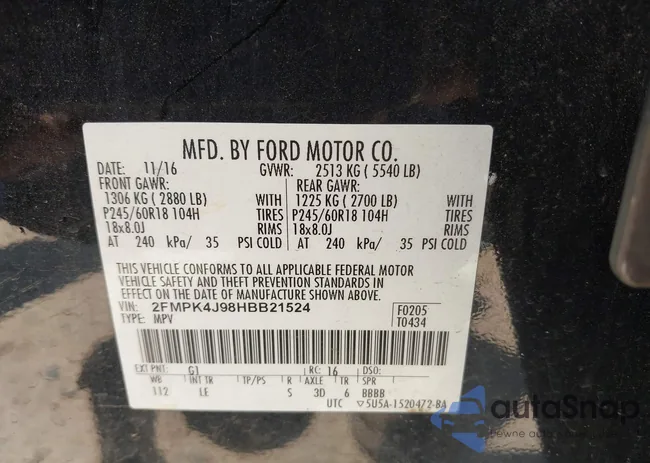 MFD. BY FORD MOTOR CO.
DATE: 11/16 GVWR: 2513 KG ( 5540 LB)
FRONT GAWR: REAR GAWR:
1306 KG ( 2880 LB) WITH 1225 KG ( 2700 LB) WITH
P245/60R18 104H TIRES P245/60R18 104H TIRES
18x8.0J RIMS 18x8.0J RIMS
AT 240 kPa/ 35 PSI COLD AT 240 kPa/ 35 PSI COLD
THIS VEHICLE CONFORMS TO ALL APPLICABLE FEDERAL MOTOR
VEHICLE SAFETY AND THEFT PREVENTION STANDARDS IN
EFFECT ON THE DATE OF MANUFACTURE SHOWN ABOVE.
VIN: 2FMPK4J98HBB21524 F0205
TYPE: MPV T0434
EXT PNT: G1 RC: 16 DSO:
WB INT TR TP/PS R AXLE TR SPR
112 LE S 3D 6 BBBB
UTC ▽5U5A-1520472-BA
autoSnap